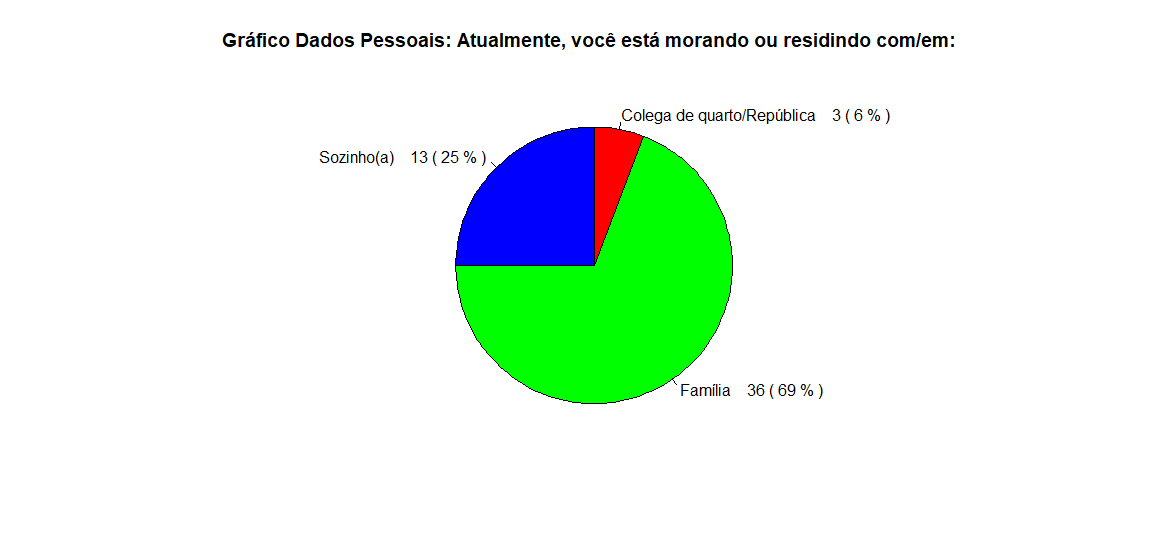 Gráfico Dados Pessoais: Atualmente, você está morando ou residindo com/em:
Colega de quarto/República 3 ( 6 % )
Sozinho(a) 13 ( 25 % )
Família 36 ( 69 % )